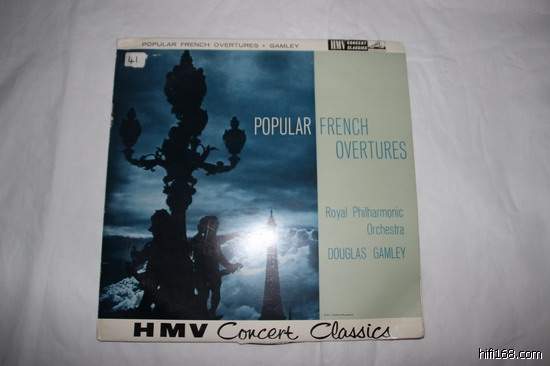 POPULAR FRENCH OVERTURES • GAMLEY
HMV CONCERT CLASSICS
41
POPULAR FRENCH
OVERTURES
Royal Philharmonic
Orchestra
DOUGLAS GAMLEY
HMV Concert Classics
hifi168.com